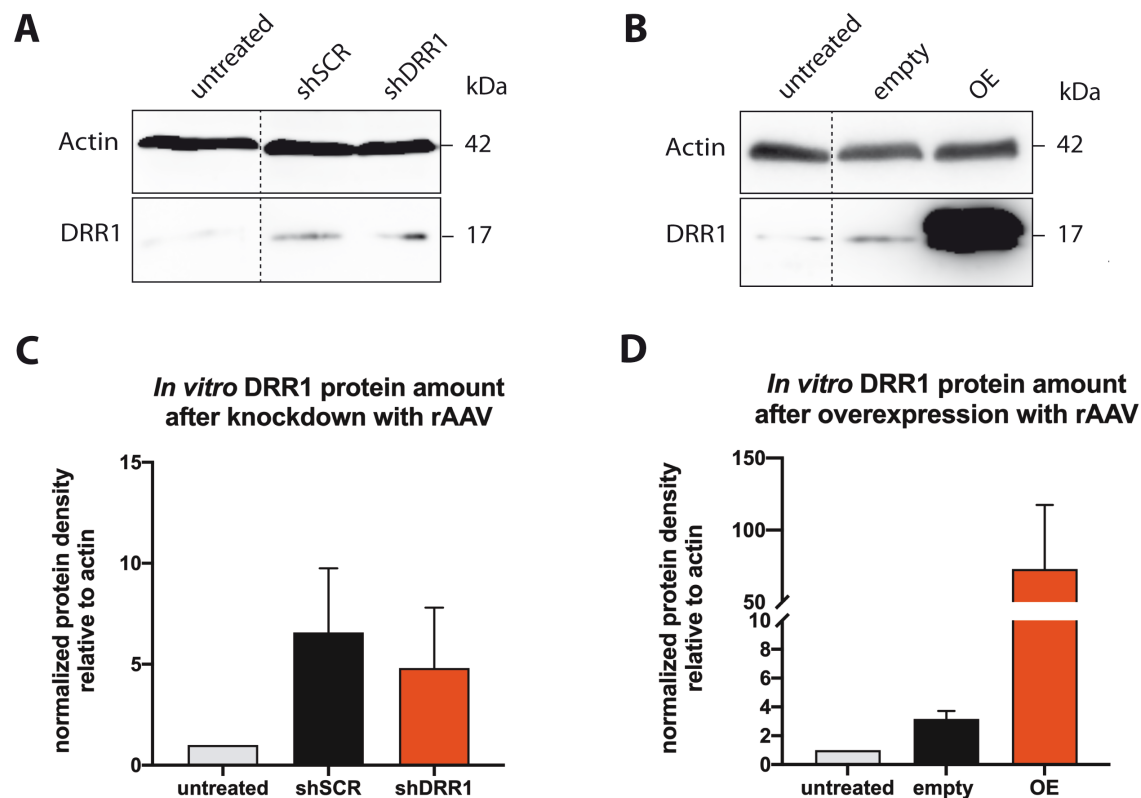 A
untreated
shSCR
shDRR1
kDa
Actin
42
DRR1
17
B
untreated
empty
OE
kDa
Actin
42
DRR1
17
C
In vitro DRR1 protein amount
after knockdown with rAAV
normalized protein density
relative to actin
15
10
5
0
untreated
shSCR
shDRR1
D
In vitro DRR1 protein amount
after overexpression with rAAV
normalized protein density
relative to actin
150
100
50
10
8
6
4
2
0
untreated
empty
OE